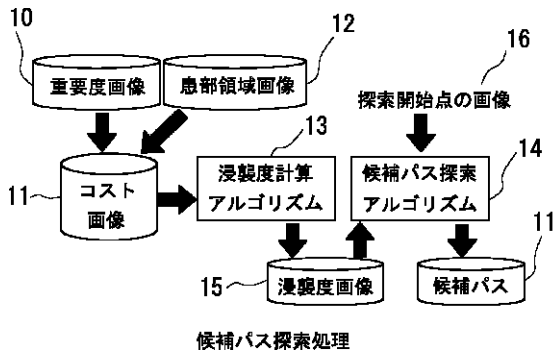 10
12
16
重要度画像
患部領域画像
探索開始点の画像
13
14
11
コスト
画像
浸襲度計算
アルゴリズム
候補パス探索
アルゴリズム
11
15
浸襲度画像
候補パス
候補パス探索処理